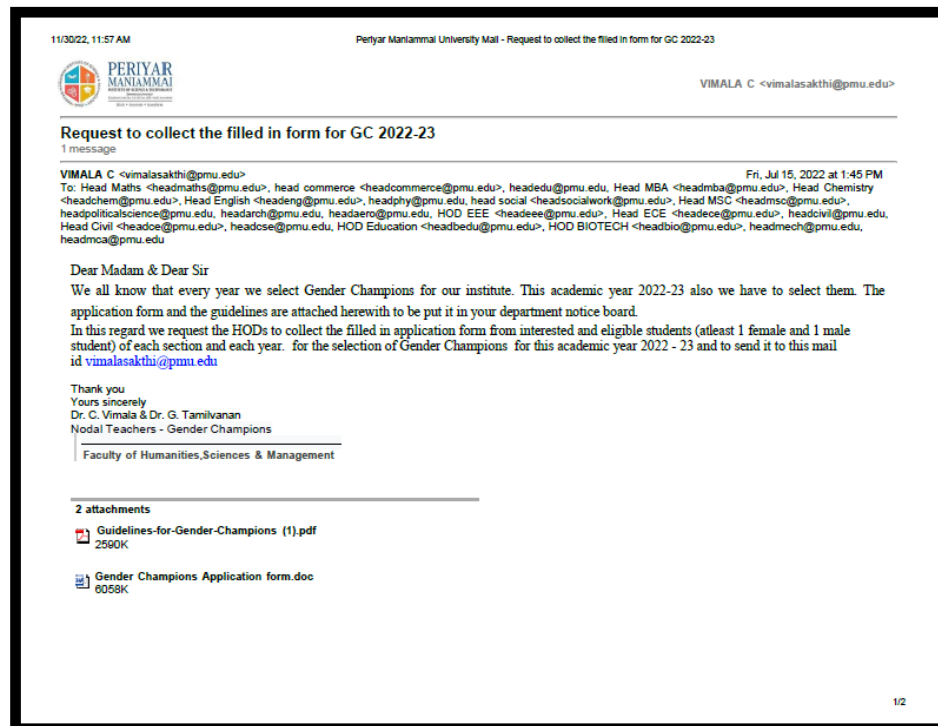 11/30/22, 11:57 AM
Periyar Maniammai University Mail - Request to collect the filled in form for GC 2022-23
PERIYAR
MANIAMMAI
INSTITUTE OF SCIENCE & TECHNOLOGY
VIMALA C <vimalasakthi@pmu.edu>
Request to collect the filled in form for GC 2022-23
1 message
VIMALA C <vimalasakthi@pmu.edu>
Fri, Jul 15, 2022 at 1:45 PM
To: Head Maths <headmaths@pmu.edu>, head commerce <headcommerce@pmu.edu>, headedu@pmu.edu, Head MBA <headmba@pmu.edu>, Head Chemistry
<headchem@pmu.edu>, Head English <headeng@pmu.edu>, headphy@pmu.edu, head social <headsocialwork@pmu.edu>, Head MSC <headmsc@pmu.edu>,
headpoliticalscience@pmu.edu, headarch@pmu.edu, headaero@pmu.edu, HOD EEE <headeee@pmu.edu>, Head ECE <headece@pmu.edu>, headcivil@pmu.edu,
Head Civil <headce@pmu.edu>, headcse@pmu.edu, HOD Education <headbedu@pmu.edu>, HOD BIOTECH <headbio@pmu.edu>, headmech@pmu.edu,
headmca@pmu.edu
Dear Madam & Dear Sir
We all know that every year we select Gender Champions for our institute. This academic year 2022-23 also we have to select them. The
application form and the guidelines are attached herewith to be put it in your department notice board.
In this regard we request the HODs to collect the filled in application form from interested and eligible students (atleast 1 female and 1 male
student) of each section and each year. for the selection of Gender Champions for this academic year 2022 - 23 and to send it to this mail
id vimalasakthi@pmu.edu
Thank you
Yours sincerely
Dr. C. Vimala & Dr. G. Tamilvanan
Nodal Teachers - Gender Champions
Faculty of Humanities,Sciences & Management
2 attachments
Guidelines-for-Gender-Champions (1).pdf
2590K
Gender Champions Application form.doc
6058K
1/2